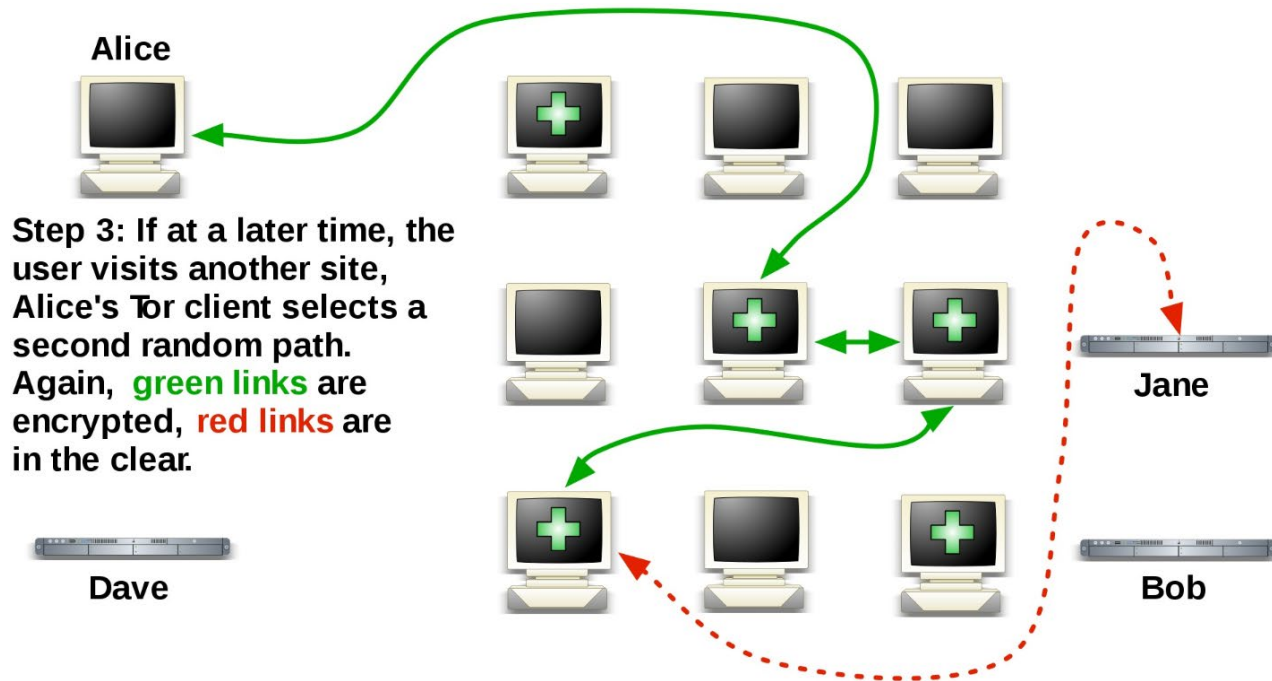 Alice
Step 3: If at a later time, the
user visits another site,
Alice's Tor client selects a
second random path.
Again, green links are
encrypted, red links are
in the clear.
Jane
Dave
Bob